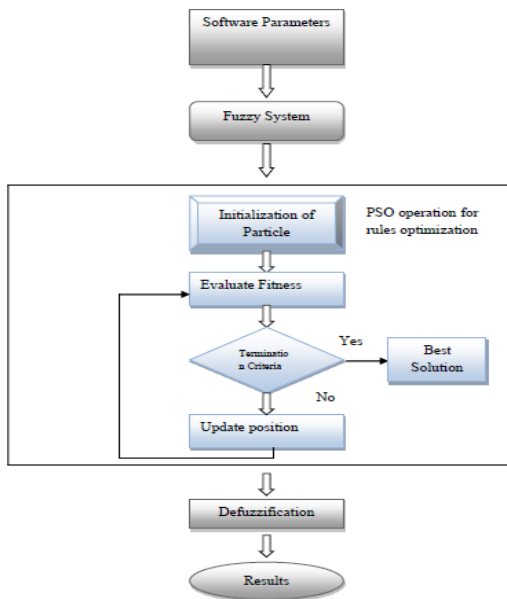 Software Parameters
Fuzzy System
Initialization of
Particle
PSO operation for
rules optimization
Evaluate Fitness
Terminatio
n Criteria
Yes
Best
Solution
No
Update position
Defuzzification
Results